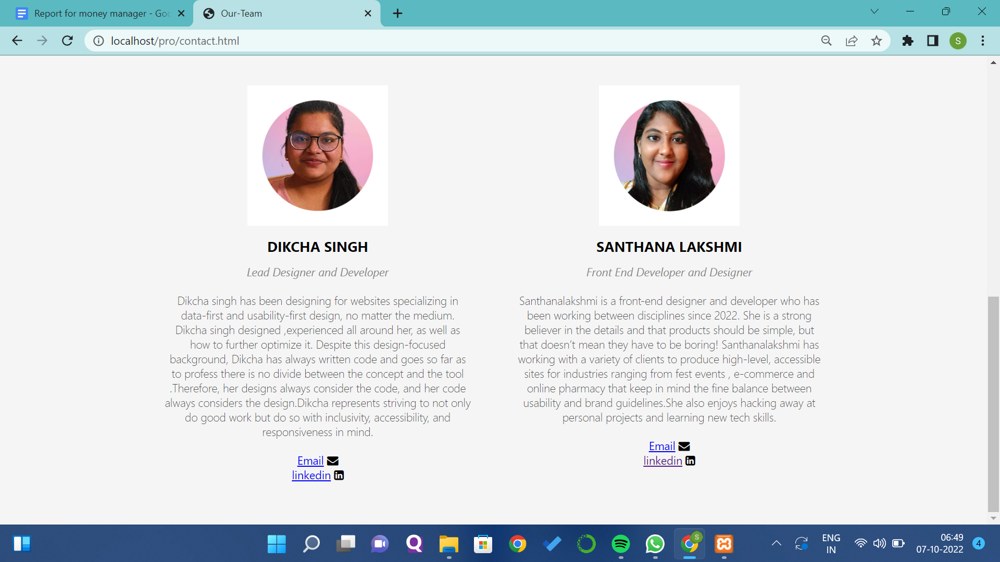 Report for money manager - Goo
Our-Team
localhost/pro/contact.html
S
DIKCHA SINGH
Lead Designer and Developer
Dikcha singh has been designing for websites specializing in
data-first and usability-first design, no matter the medium.
Dikcha singh designed ,experienced all around her, as well as
how to further optimize it. Despite this design-focused
background, Dikcha has always written code and goes so far as
to profess there is no divide between the concept and the tool
.Therefore, her designs always consider the code, and her code
always considers the design.Dikcha represents striving to not only
do good work but do so with inclusivity, accessibility, and
responsiveness in mind.
Email
linkedin
SANTHANA LAKSHMI
Front End Developer and Designer
Santhanalakshmi is a front-end designer and developer who has
been working between disciplines since 2022. She is a strong
believer in the details and that products should be simple, but
that doesn’t mean they have to be boring! Santhanalakshmi has
working with a variety of clients to produce high-level, accessible
sites for industries ranging from fest events , e-commerce and
online pharmacy that keep in mind the fine balance between
usability and brand guidelines.She also enjoys hacking away at
personal projects and learning new tech skills.
Email
linkedin
S
ENG
IN
06:49
07-10-2022
4